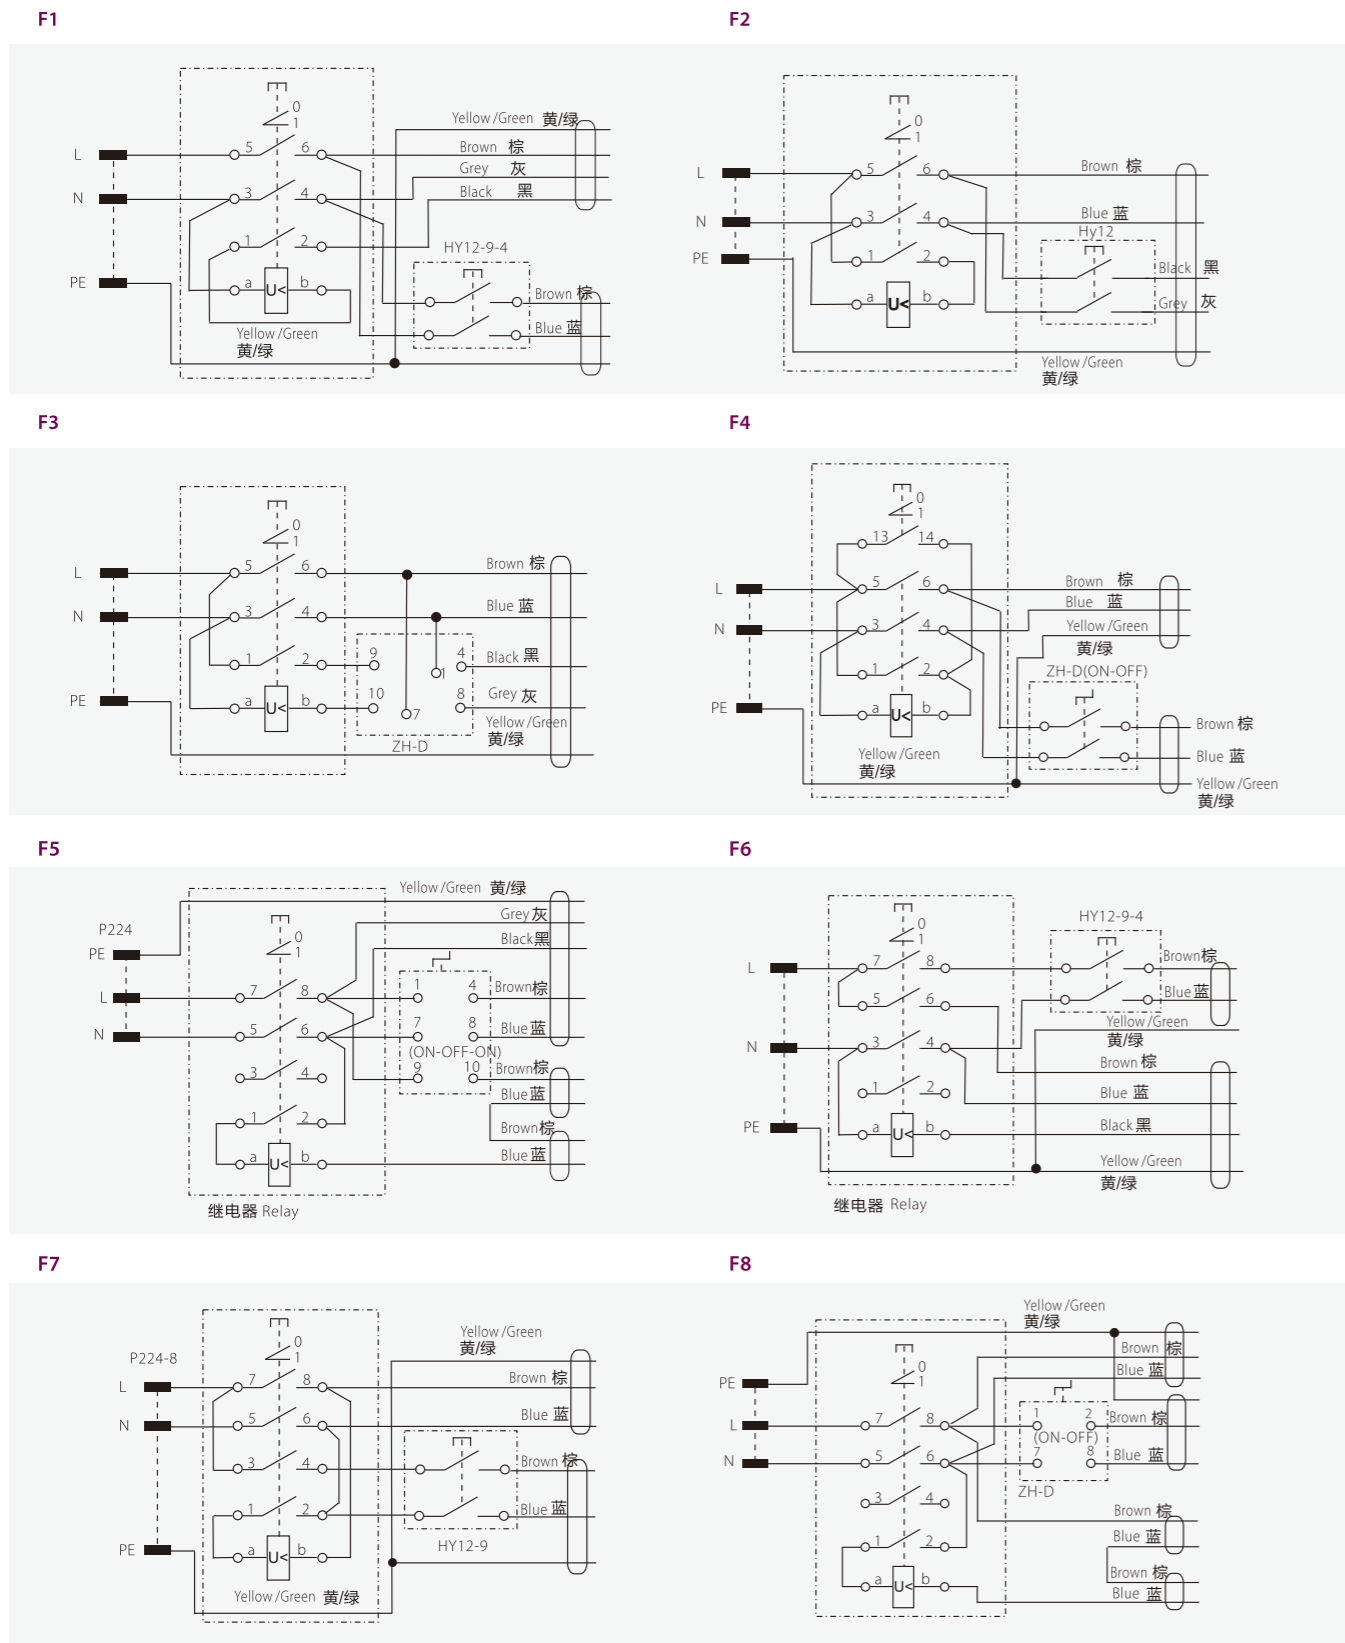 F1
0
1
Yellow /Green 黄/绿
L
5
6
Brown 棕
Grey 灰
N
3
4
Black 黑
1
2
HY12-9-4
PE
a
U<
b
Brown 棕
Yellow /Green
黄/绿
Blue 蓝
F2
0
1
L
5
6
Brown 棕
N
3
4
Blue 蓝
Hy12
PE
1
2
Black 黑
a
U<
b
Grey 灰
Yellow /Green
黄/绿
F3
0
1
L
5
6
Brown 棕
N
3
4
Blue 蓝
1
2
9
1
4
Black 黑
PE
a
U<
b
10
7
8
Grey 灰
Yellow /Green
黄/绿
ZH-D
F4
0
1
13
14
L
5
6
Brown 棕
Blue 蓝
N
3
4
Yellow /Green
黄/绿
1
2
ZH-D(ON-OFF)
PE
a
U<
b
Brown 棕
Yellow /Green
黄/绿
Blue 蓝
Yellow /Green
黄/绿
F5
Yellow /Green 黄/绿
Grey 灰
P224
PE
0
1
Black 黑
L
7
8
1
4
Brown 棕
N
5
6
7
8
Blue 蓝
(ON-OFF-ON)
3
4
9
10
Brown 棕
Blue 蓝
1
2
Brown 棕
a
U<
b
Blue 蓝
继电器 Relay
F6
0
1
HY12-9-4
L
7
8
Brown 棕
5
6
Blue 蓝
Yellow /Green
黄/绿
N
3
4
Brown 棕
1
2
Blue 蓝
PE
a
U<
b
Black 黑
Yellow /Green
黄/绿
继电器 Relay
F7
0
1
Yellow /Green
黄/绿
P224-8
L
7
8
Brown 棕
N
5
6
Blue 蓝
3
4
Brown 棕
1
2
Blue 蓝
PE
a
U<
b
HY12-9
Yellow /Green 黄/绿
F8
Yellow /Green
黄/绿
Brown 棕
0
1
Blue 蓝
PE
L
7
8
1
2
Brown 棕
(ON-OFF)
N
5
6
7
8
Blue 蓝
ZH-D
3
4
Brown 棕
1
2
Blue 蓝
a
U<
b
Brown 棕
Blue 蓝